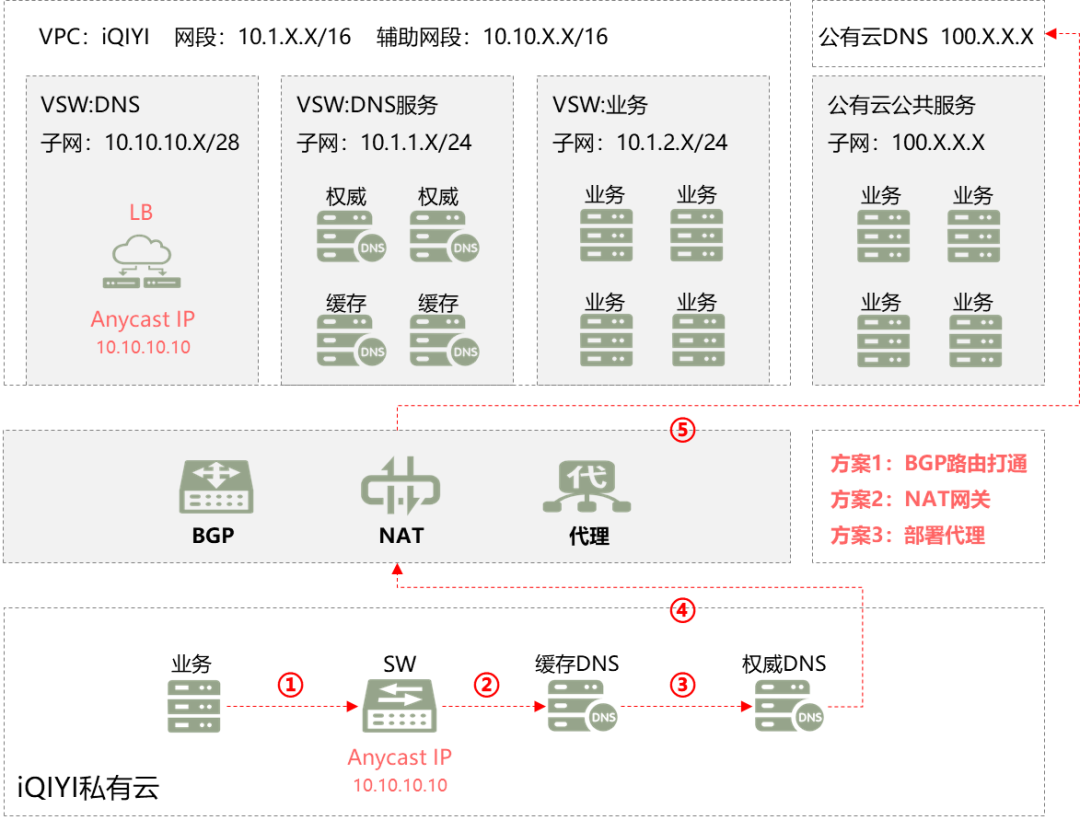 VPC：iQIYI 网段：10.1.X.X/16 辅助网段：10.10.X.X/16
公有云DNS 100.X.X.X
VSW:DNS
子网：10.10.10.X/28
LB
Anycast IP
10.10.10.10
VSW:DNS服务
子网：10.1.1.X/24
权威 权威
DNS DNS
缓存 缓存
DNS DNS
VSW:业务
子网：10.1.2.X/24
业务 业务
业务 业务
公有云公共服务
子网：100.X.X.X
业务 业务
业务 业务
⑤
代
BGP NAT 代理
方案1：BGP路由打通
方案2：NAT网关
方案3：部署代理
④
业务 SW 缓存DNS 权威DNS
① ② ③
DNS DNS
Anycast IP
10.10.10.10
iQIYI私有云